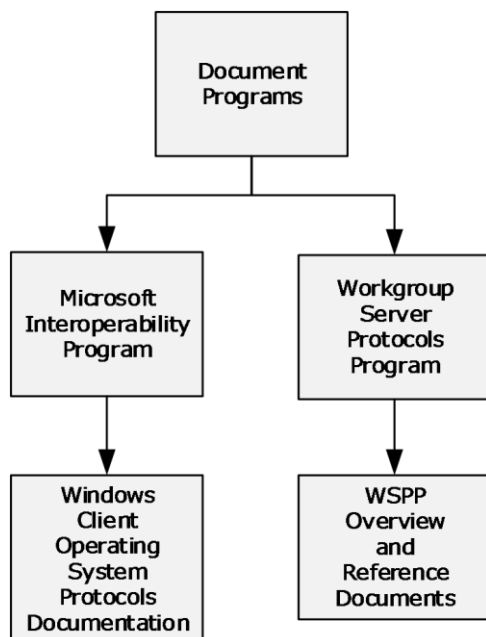 Document
Programs
Microsoft
Interoperability
Program
Workgroup
Server
Protocols
Program
Windows
Client
Operating
System
Protocols
Documentation
WSPP
Overview
and
Reference
Documents